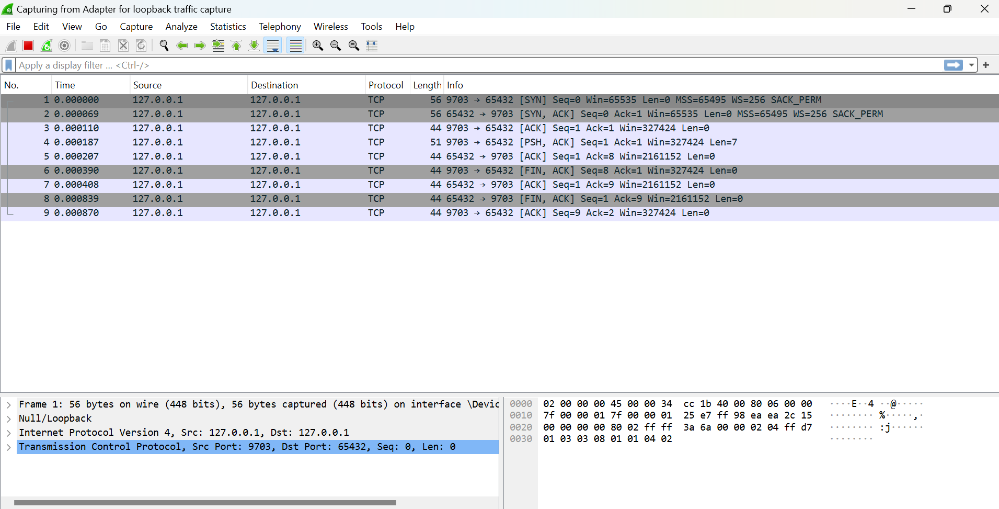 Capturing from Adapter for loopback traffic capture
File Edit View Go Capture Analyze Statistics Telephony Wireless Tools Help
Apply a display filter ... <Ctrl-/>
No. Time Source Destination Protocol Length Info
1 0.000000 127.0.0.1 127.0.0.1 TCP 56 9703 → 65432 [SYN] Seq=0 Win=65535 Len=0 MSS=65495 WS=256 SACK_PERM
2 0.000069 127.0.0.1 127.0.0.1 TCP 56 65432 → 9703 [SYN, ACK] Seq=0 Ack=1 Win=65535 Len=0 MSS=65495 WS=256 SACK_PERM
3 0.000110 127.0.0.1 127.0.0.1 TCP 44 9703 → 65432 [ACK] Seq=1 Ack=1 Win=327424 Len=0
4 0.000187 127.0.0.1 127.0.0.1 TCP 51 9703 → 65432 [PSH, ACK] Seq=1 Ack=1 Win=327424 Len=7
5 0.000207 127.0.0.1 127.0.0.1 TCP 44 65432 → 9703 [ACK] Seq=1 Ack=8 Win=2161152 Len=0
6 0.000390 127.0.0.1 127.0.0.1 TCP 44 9703 → 65432 [FIN, ACK] Seq=8 Ack=1 Win=327424 Len=0
7 0.000408 127.0.0.1 127.0.0.1 TCP 44 65432 → 9703 [ACK] Seq=1 Ack=9 Win=2161152 Len=0
8 0.000839 127.0.0.1 127.0.0.1 TCP 44 65432 → 9703 [FIN, ACK] Seq=1 Ack=9 Win=2161152 Len=0
9 0.000870 127.0.0.1 127.0.0.1 TCP 44 9703 → 65432 [ACK] Seq=9 Ack=2 Win=327424 Len=0
Frame 1: 56 bytes on wire (448 bits), 56 bytes captured (448 bits) on interface \Devic
Null/Loopback
Internet Protocol Version 4, Src: 127.0.0.1, Dst: 127.0.0.1
Transmission Control Protocol, Src Port: 9703, Dst Port: 65432, Seq: 0, Len: 0
0000 02 00 00 00 45 00 00 34 cc 1b 40 00 80 06 00 00 ····E··4 ··@·····
0010 7f 00 00 01 7f 00 00 01 25 e7 ff 98 ea ea 2c 15 ········ %·····,·
0020 00 00 00 00 80 02 ff ff 3a 6a 00 00 02 04 ff d7 ········ :j······
0030 01 03 03 08 01 01 04 02 ········